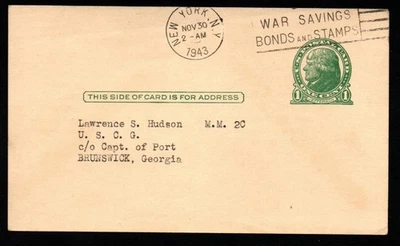 NEW YORK, N.Y.
NOV 30
2 - AM
1943
WAR SAVINGS
BONDS AND STAMPS
THIS SIDE OF CARD IS FOR ADDRESS
1 1
Lawrence S. Hudson M.M. 2C
U. S. C. G.
c/o Capt. of Port
BRUNSWICK, Georgia